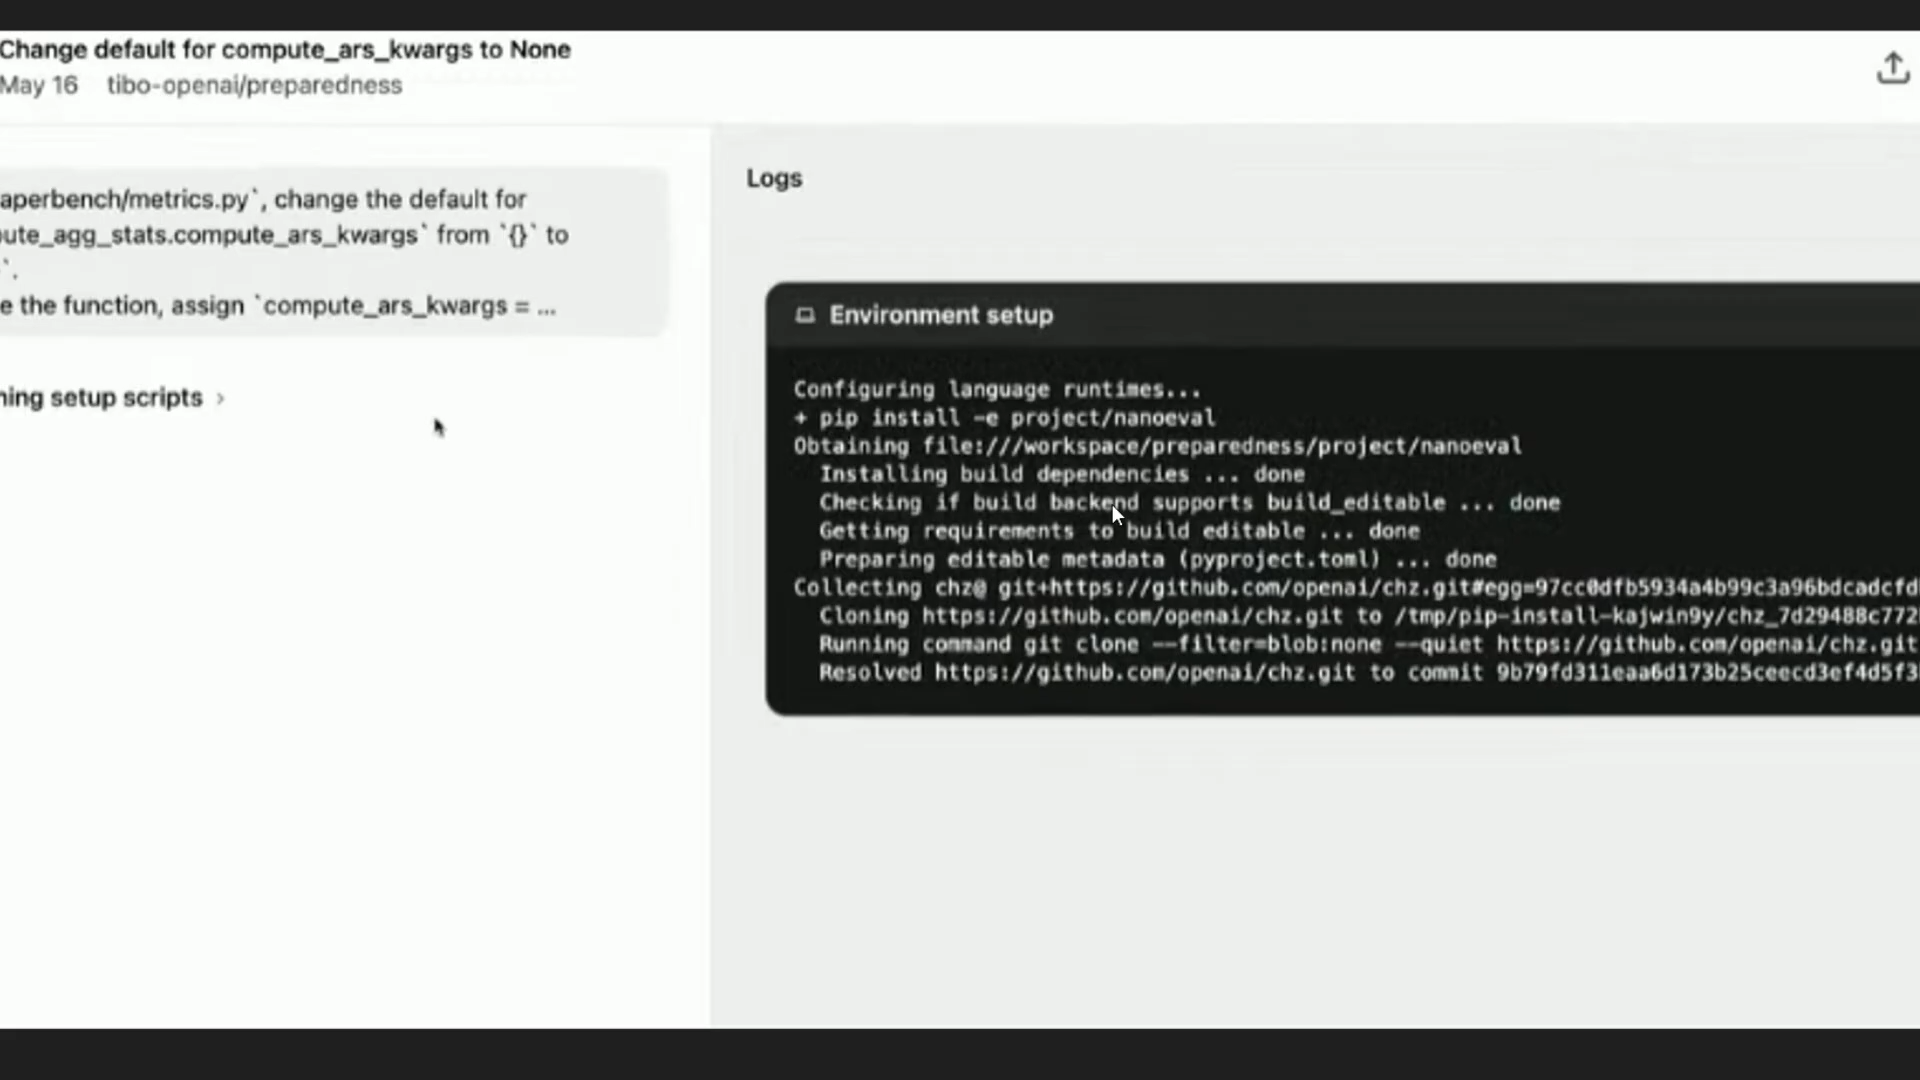 Change default for compute_ars_kwargs to None
May 16 tibo-openai/preparedness
aperbench/metrics.py`, change the default for
ute_agg_stats.compute_ars_kwargs` from `{}` to
`.
e the function, assign `compute_ars_kwargs = ...
ning setup scripts ›
Logs
Environment setup
Configuring language runtimes...
+ pip install -e project/nanoeval
Obtaining file:///workspace/preparedness/project/nanoeval
Installing build dependencies ... done
Checking if build backend supports build_editable ... done
Getting requirements to build editable ... done
Preparing editable metadata (pyproject.toml) ... done
Collecting chz@ git+https://github.com/openai/chz.git#egg=97cc0dfb5934a4b99c3a96bdcadcfd
Cloning https://github.com/openai/chz.git to /tmp/pip-install-kajwin9y/chz_7d29488c772
Running command git clone --filter=blob:none --quiet https://github.com/openai/chz.git
Resolved https://github.com/openai/chz.git to commit 9b79fd311eaa6d173b25ceecd3ef4d5f3